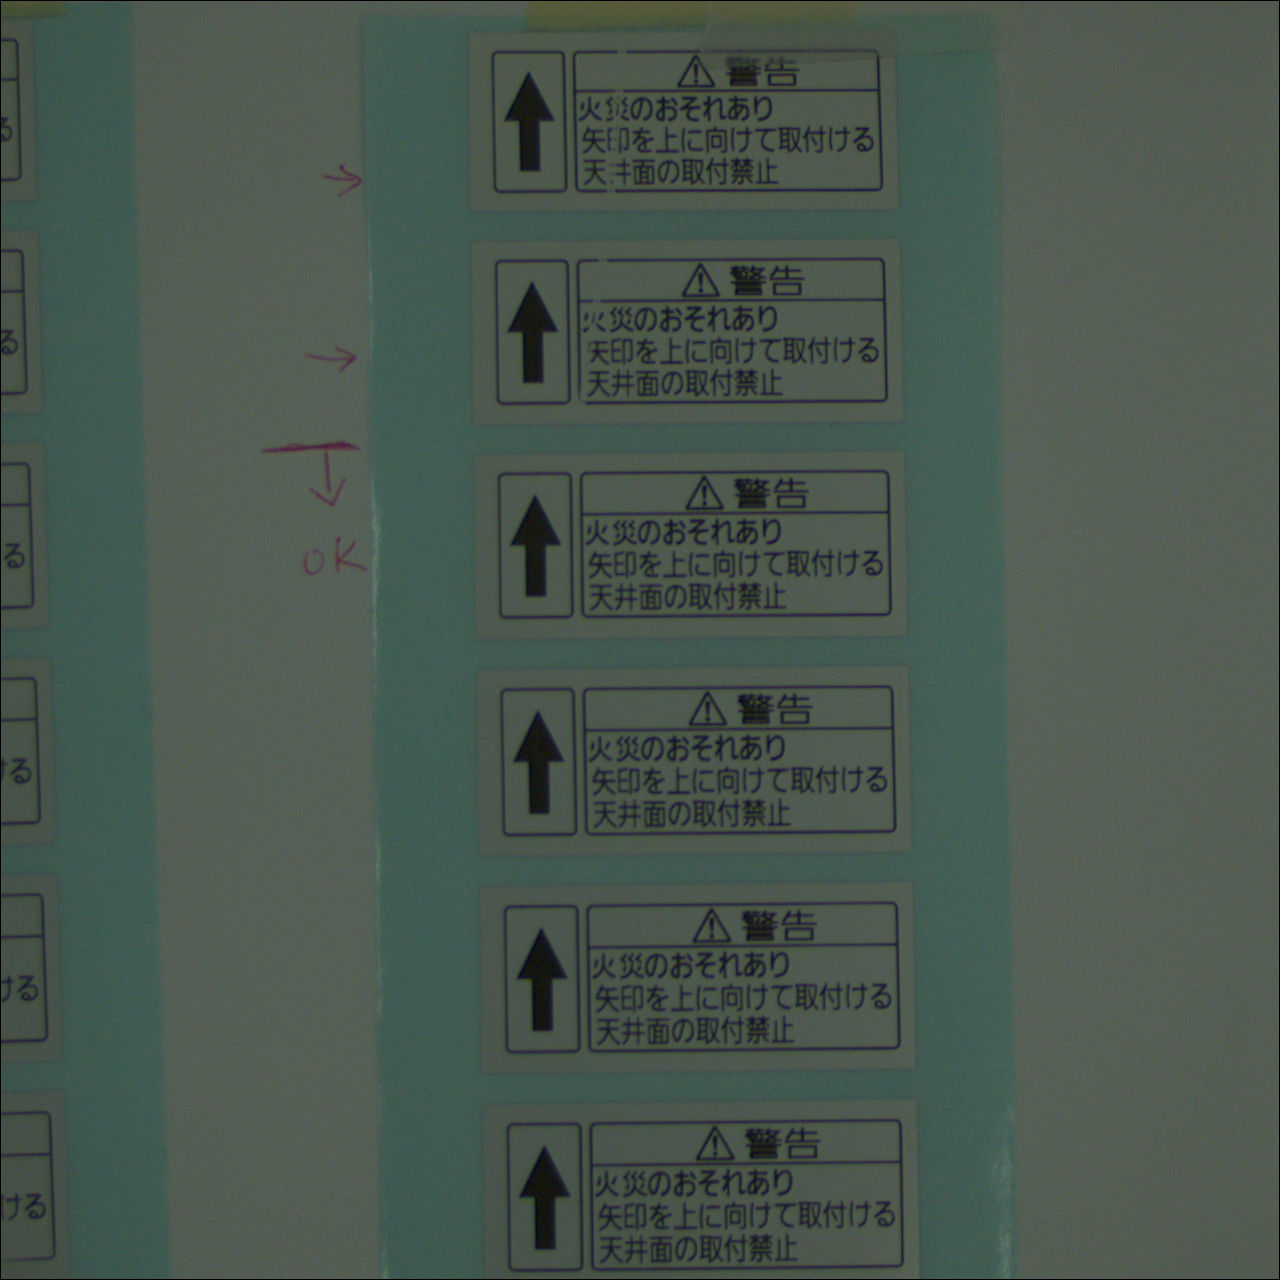 警告
火災のおそれあり
矢印を上に向けて取付ける
天井面の取付禁止
警告
火災のおそれあり
矢印を上に向けて取付ける
天井面の取付禁止
OK
警告
火災のおそれあり
矢印を上に向けて取付ける
天井面の取付禁止
警告
火災のおそれあり
矢印を上に向けて取付ける
天井面の取付禁止
警告
火災のおそれあり
矢印を上に向けて取付ける
天井面の取付禁止
警告
火災のおそれあり
矢印を上に向けて取付ける
天井面の取付禁止
る
る
る
ける
ける
ける